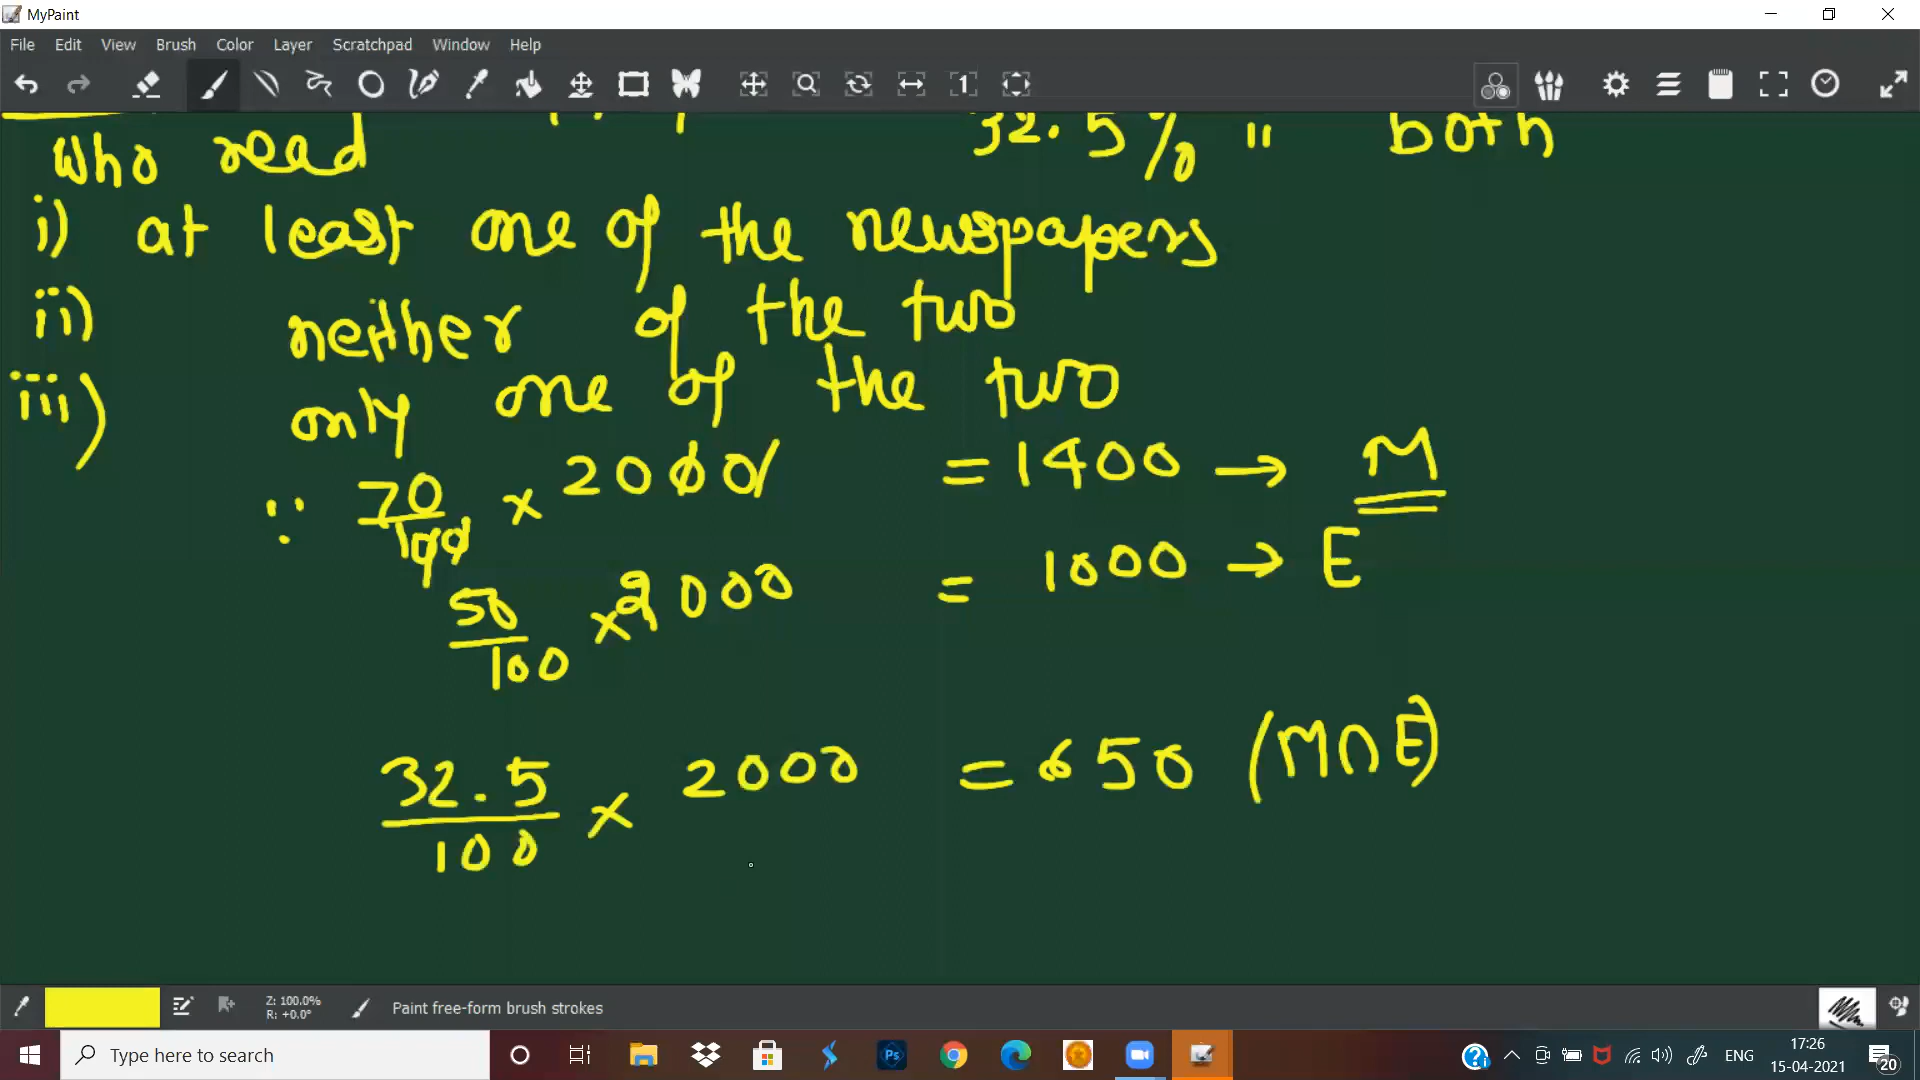 MyPaint
File Edit View Brush Color Layer Scratchpad Window Help
32.5% " both
Who read
i) at least one of the newspapers
ii) neither of the two
iii) only one of the two
∵ 70/100 × 2000 = 1400 → M
50/100 × 2000 = 1000 → E
32.5/100 × 2000 = 650 (M∩E)
Z: 100.0%
R: +0.0°
Paint free-form brush strokes
Type here to search
Ps
ENG
17:26
15-04-2021
20